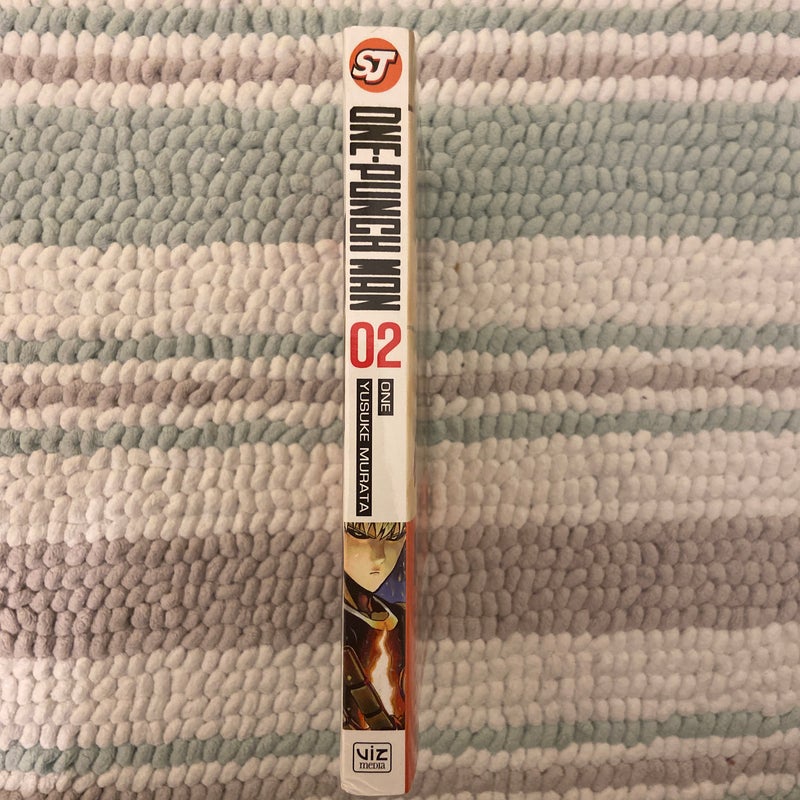 SJ
ONE-PUNCH MAN
02
ONE
YUSUKE MURATA
VIZ
media